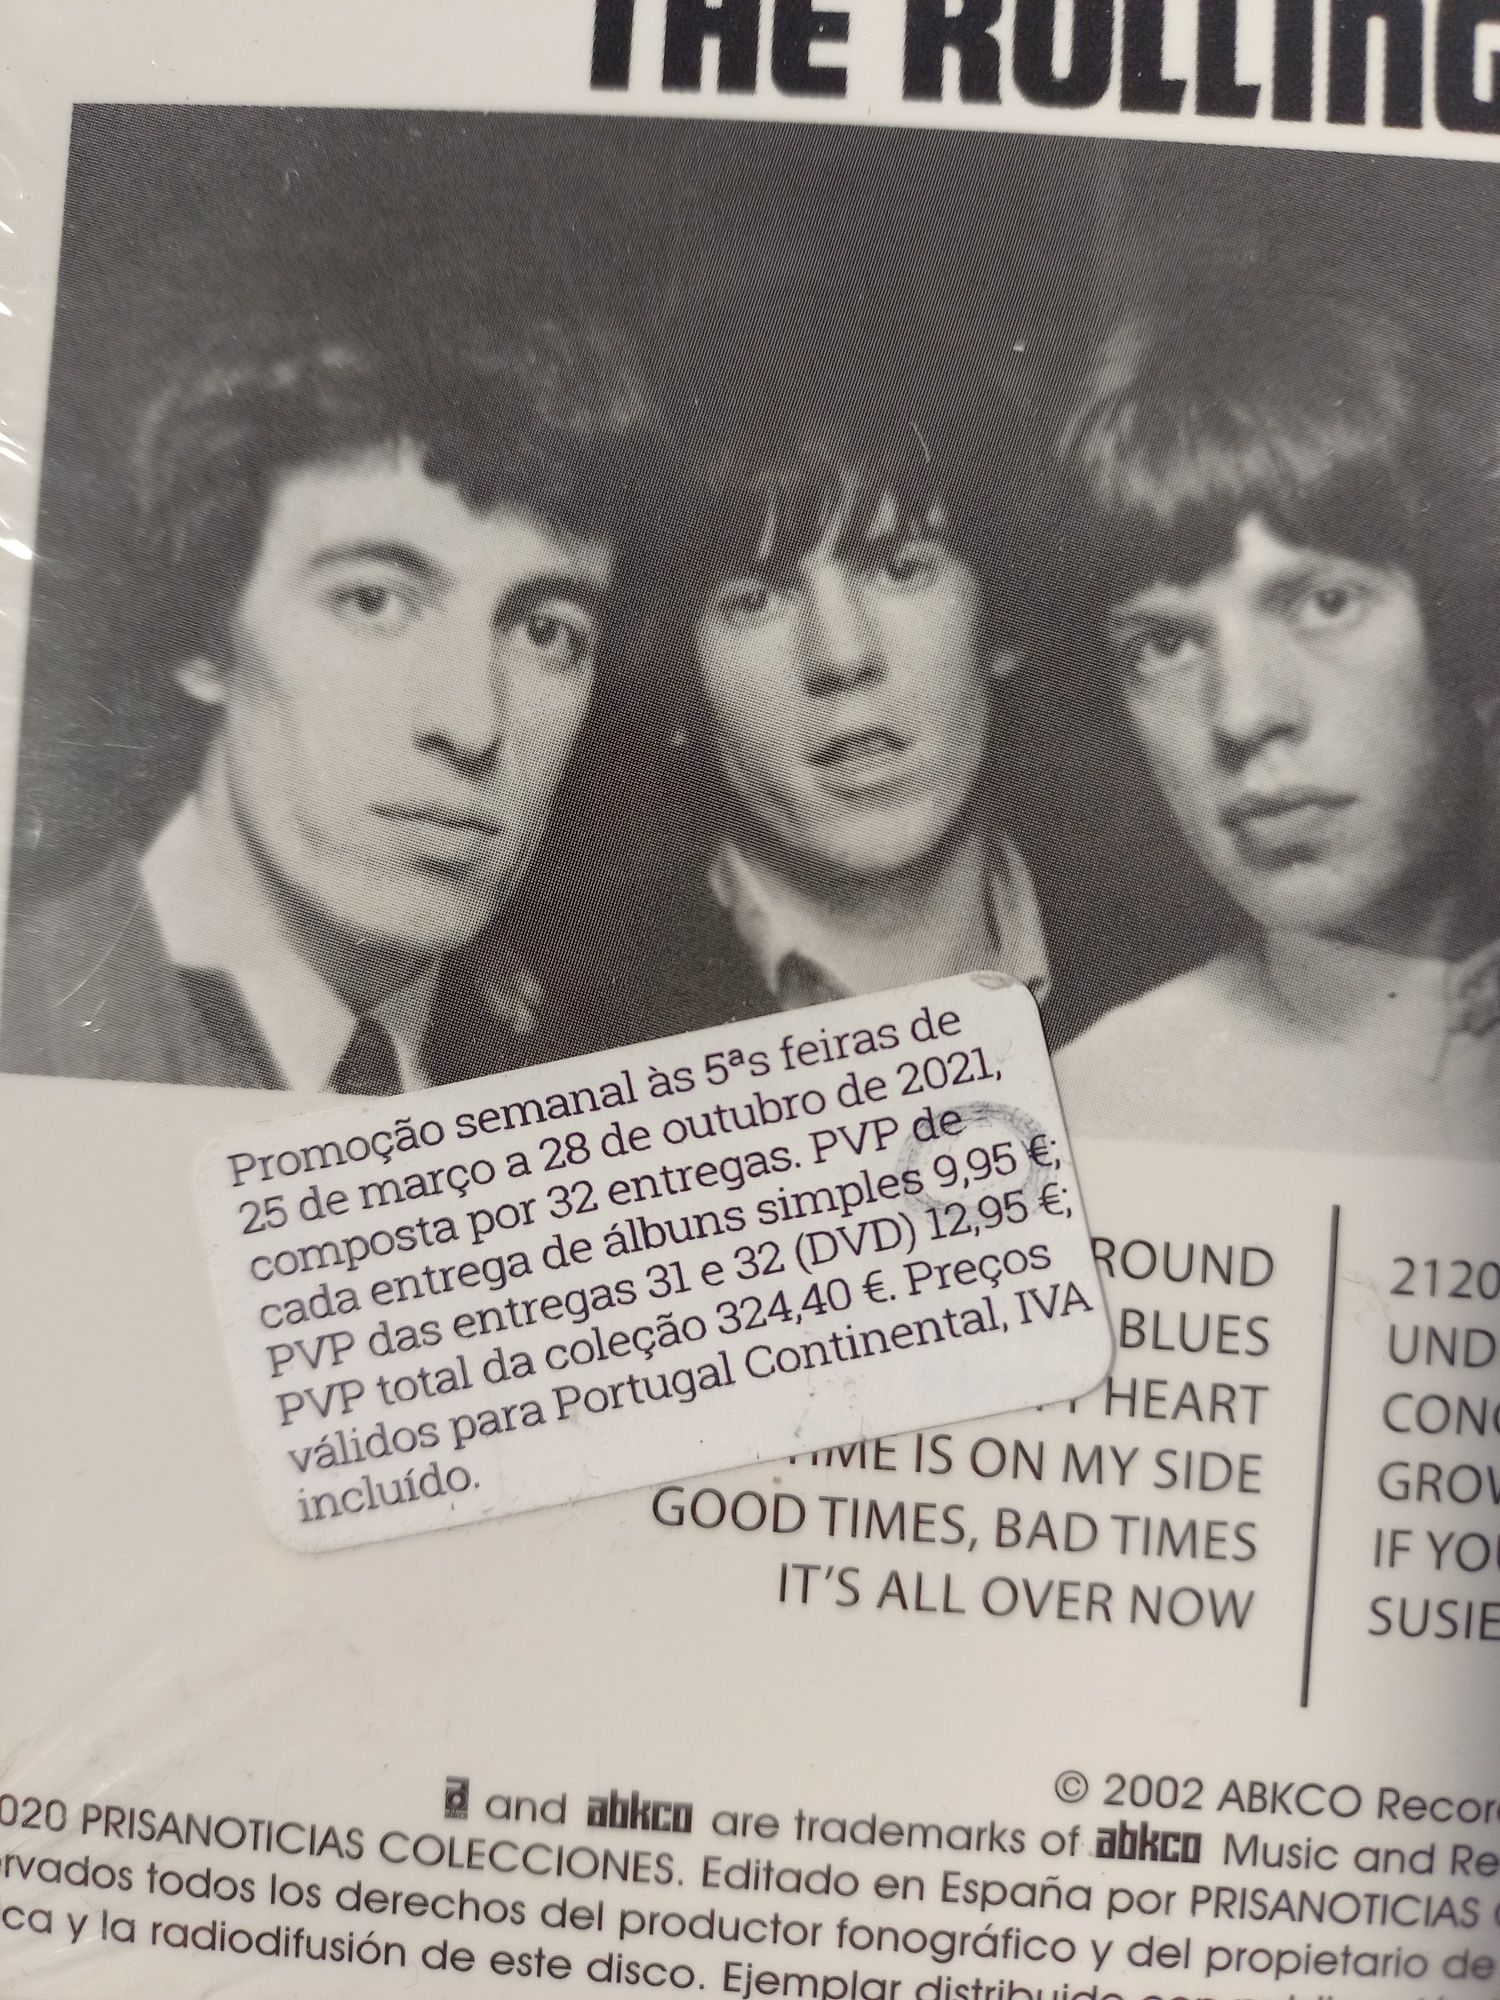 THE ROLLING
Promoção semanal às 5ªs feiras de
25 de março a 28 de outubro de 2021,
composta por 32 entregas. PVP de
cada entrega de álbuns simples 9,95 €;
PVP das entregas 31 e 32 (DVD) 12,95 €;
PVP total da coleção 324,40 €. Preços
válidos para Portugal Continental, IVA
incluído.
ROUND
BLUES
HEART
TIME IS ON MY SIDE
GOOD TIMES, BAD TIMES
IT'S ALL OVER NOW
2120
UND
CONG
GROW
IF YOU
SUSIE
© 2002 ABKCO Record
a and abkco are trademarks of abkco Music and Re
020 PRISANOTICIAS COLECCIONES. Editado en España por PRISANOTICIAS C
rvados todos los derechos del productor fonográfico y del propietario de
ca y la radiodifusión de este disco. Ejemplar distribuido con